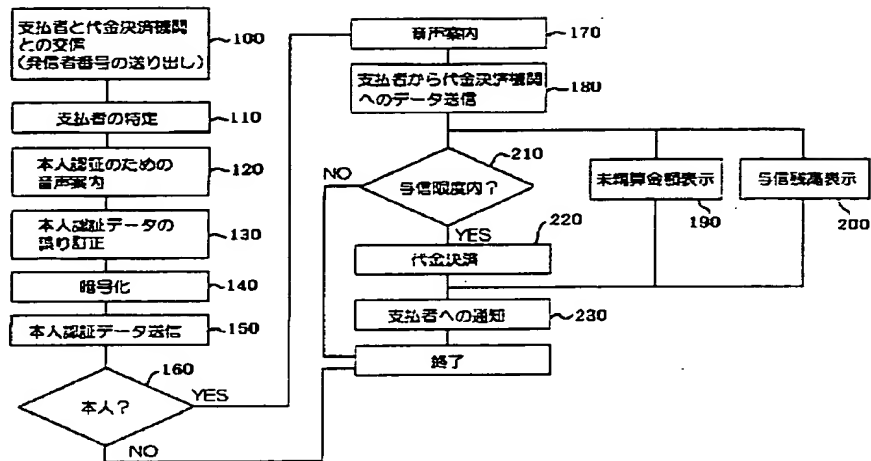 支払者と代金決済機関
との交信
(発信者番号の送り出し)
100
支払者の特定
110
本人認証のための
音声案内
120
本人認証データの
誤り訂正
130
暗号化
140
本人認証データ送信
150
160
本人?
YES
NO
音声案内
170
支払者から代金決済機関
へのデータ送信
180
210
NO
与信限度内?
YES
未精算金額表示
190
与信残高表示
200
220
代金決済
支払者への通知
230
終了